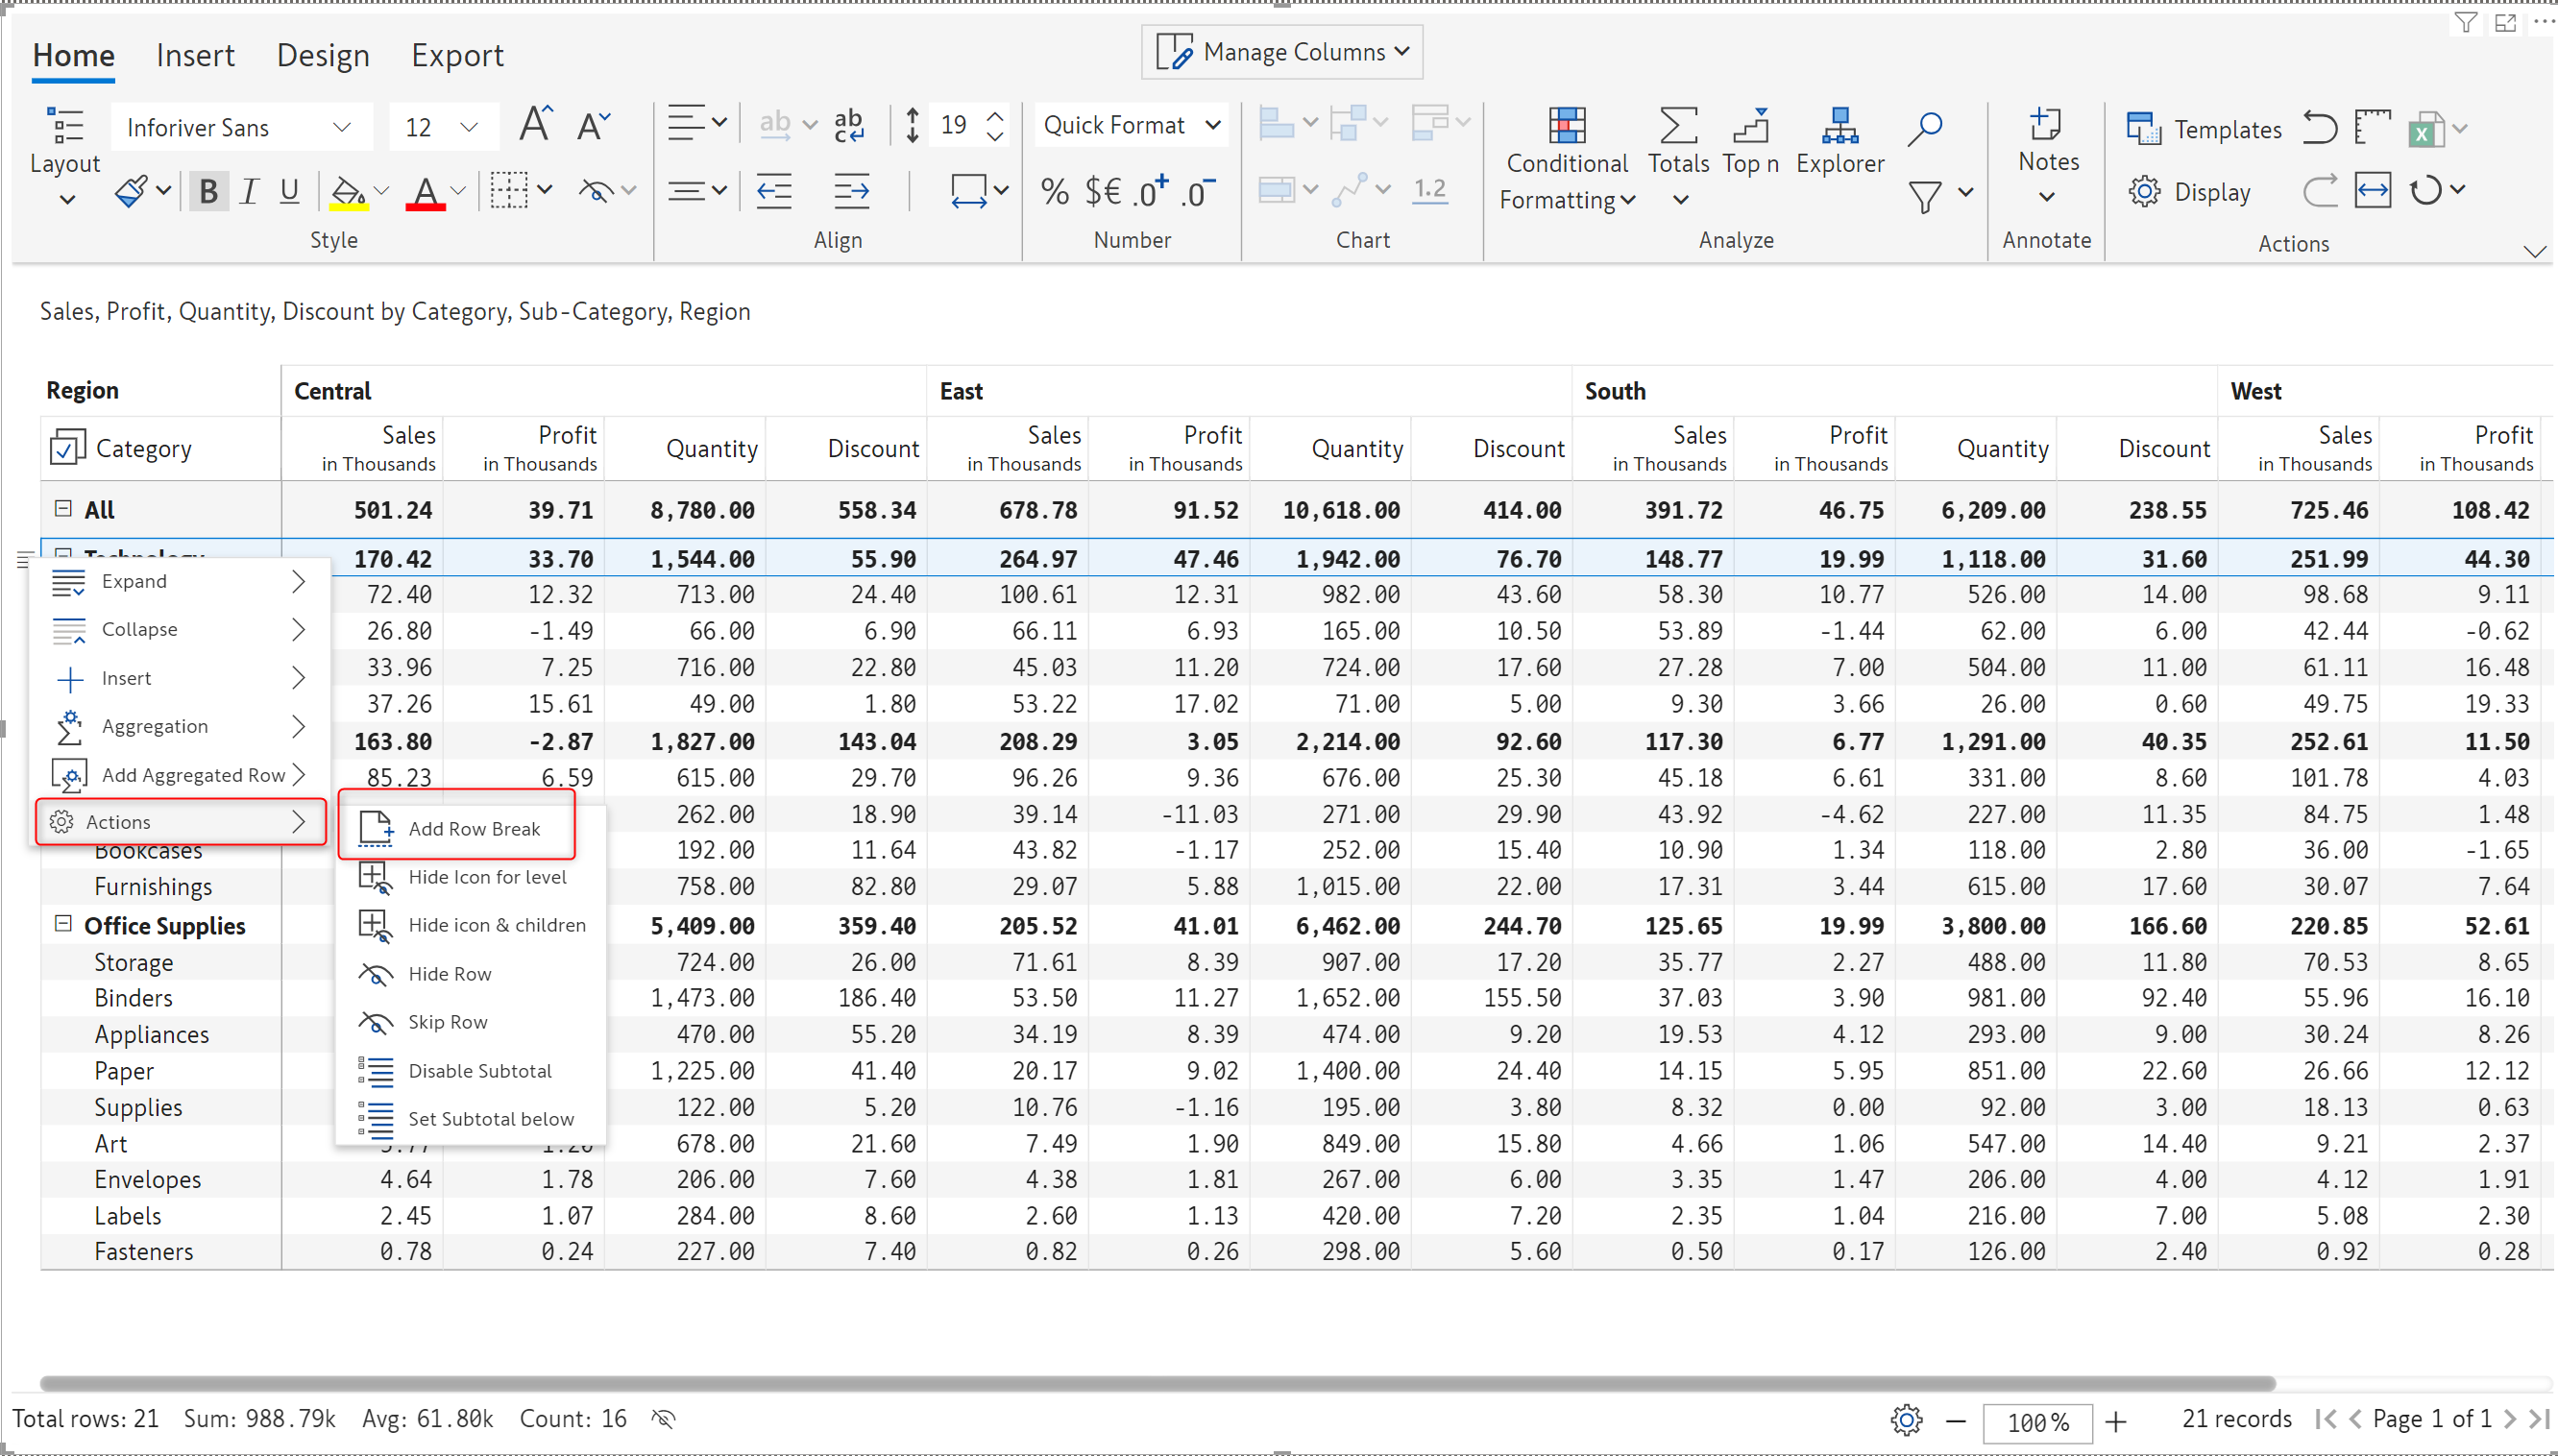 Home Insert Design Export Manage Columns
Inforiver Sans 12 ab ab 19 Quick Format
Layout Conditional Formatting Totals Top n Explorer Notes Templates
B I U A % $€ .0+ .0- 1.2 Display
Style Align Number Chart Analyze Annotate Actions
Sales, Profit, Quantity, Discount by Category, Sub-Category, Region
Region Central East South West
Category Sales in Thousands Profit in Thousands Quantity Discount Sales in Thousands Profit in Thousands Quantity Discount Sales in Thousands Profit in Thousands Quantity Discount Sales in Thousands Profit in Thousands
All 501.24 39.71 8,780.00 558.34 678.78 91.52 10,618.00 414.00 391.72 46.75 6,209.00 238.55 725.46 108.42
Technology 170.42 33.70 1,544.00 55.90 264.97 47.46 1,942.00 76.70 148.77 19.99 1,118.00 31.60 251.99 44.30
72.40 12.32 713.00 24.40 100.61 12.31 982.00 43.60 58.30 10.77 526.00 14.00 98.68 9.11
26.80 -1.49 66.00 6.90 66.11 6.93 165.00 10.50 53.89 -1.44 62.00 6.00 42.44 -0.62
33.96 7.25 716.00 22.80 45.03 11.20 724.00 17.60 27.28 7.00 504.00 11.00 61.11 16.48
37.26 15.61 49.00 1.80 53.22 17.02 71.00 5.00 9.30 3.66 26.00 0.60 49.75 19.33
163.80 -2.87 1,827.00 143.04 208.29 3.05 2,214.00 92.60 117.30 6.77 1,291.00 40.35 252.61 11.50
85.23 6.59 615.00 29.70 96.26 9.36 676.00 25.30 45.18 6.61 331.00 8.60 101.78 4.03
262.00 18.90 39.14 -11.03 271.00 29.90 43.92 -4.62 227.00 11.35 84.75 1.48
Bookcases 192.00 11.64 43.82 -1.17 252.00 15.40 10.90 1.34 118.00 2.80 36.00 -1.65
Furnishings 758.00 82.80 29.07 5.88 1,015.00 22.00 17.31 3.44 615.00 17.60 30.07 7.64
Office Supplies 5,409.00 359.40 205.52 41.01 6,462.00 244.70 125.65 19.99 3,800.00 166.60 220.85 52.61
Storage 724.00 26.00 71.61 8.39 907.00 17.20 35.77 2.27 488.00 11.80 70.53 8.65
Binders 1,473.00 186.40 53.50 11.27 1,652.00 155.50 37.03 3.90 981.00 92.40 55.96 16.10
Appliances 470.00 55.20 34.19 8.39 474.00 9.20 19.53 4.12 293.00 9.00 30.24 8.26
Paper 1,225.00 41.40 20.17 9.02 1,400.00 24.40 14.15 5.95 851.00 22.60 26.66 12.12
Supplies 122.00 5.20 10.76 -1.16 195.00 3.80 8.32 0.00 92.00 3.00 18.13 0.63
Art 678.00 21.60 7.49 1.90 849.00 15.80 4.66 1.06 547.00 14.40 9.21 2.37
Envelopes 4.64 1.78 206.00 7.60 4.38 1.81 267.00 6.00 3.35 1.47 206.00 4.00 4.12 1.91
Labels 2.45 1.07 284.00 8.60 2.60 1.13 420.00 7.20 2.35 1.04 216.00 7.00 5.08 2.30
Fasteners 0.78 0.24 227.00 7.40 0.82 0.26 298.00 5.60 0.50 0.17 126.00 2.40 0.92 0.28
Expand
Collapse
Insert
Aggregation
Add Aggregated Row
Actions
Add Row Break
Hide Icon for level
Hide icon & children
Hide Row
Skip Row
Disable Subtotal
Set Subtotal below
Total rows: 21 Sum: 988.79k Avg: 61.80k Count: 16 100% 21 records Page 1 of 1